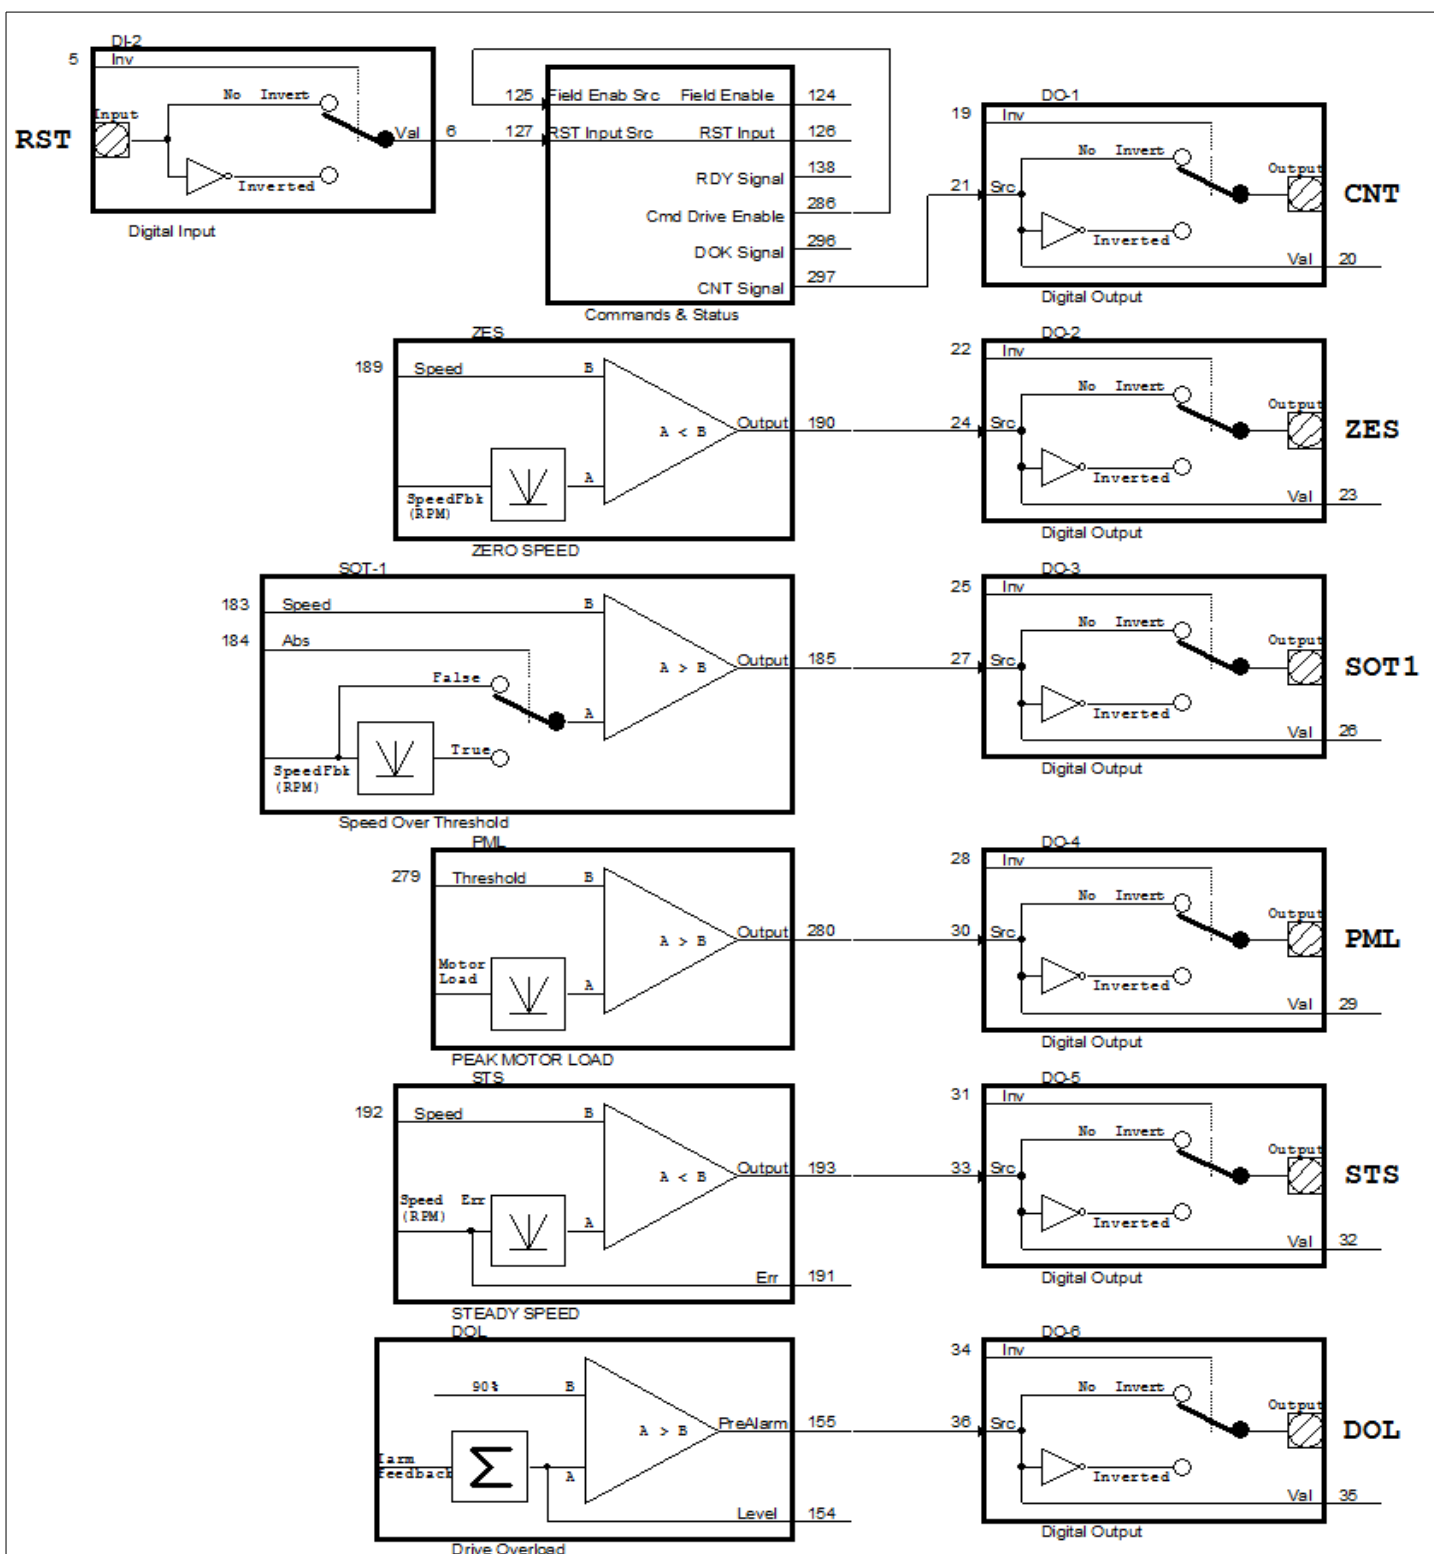 DI-2
5 Inv
No Invert
Input
RST
Val 6
Inverted
Digital Input
125 Field Enab Src Field Enable 124
127 RST Input Src RST Input 126
RDY Signal 138
Cmd Drive Enable 286
DOK Signal 296
CNT Signal 297
Commands & Status
DO-1
19 Inv
No Invert
Output
21 Src
CNT
Inverted
Val 20
Digital Output
ZES
189 Speed B
A < B
Output 190
A
SpeedFbk
(RPM)
ZERO SPEED
DO-2
22 Inv
No Invert
Output
24 Src
ZES
Inverted
Val 23
Digital Output
SOT-1
183 Speed B
184 Abs
A > B
Output 185
False
A
True
SpeedFbk
(RPM)
Speed Over Threshold
DO-3
25 Inv
No Invert
Output
27 Src
SOT1
Inverted
Val 26
Digital Output
PML
279 Threshold B
A > B
Output 280
Motor
Load
A
PEAK MOTOR LOAD
DO-4
28 Inv
No Invert
Output
30 Src
PML
Inverted
Val 29
Digital Output
STS
192 Speed B
A < B
Output 193
Speed Err
(RPM)
A
Err 191
STEADY SPEED
DO-5
31 Inv
No Invert
Output
33 Src
STS
Inverted
Val 32
Digital Output
DOL
90% B
A > B
PreAlarm 155
Iarm
feedback
Σ
A
Level 154
Drive Overload
DO-6
34 Inv
No Invert
Output
36 Src
DOL
Inverted
Val 35
Digital Output